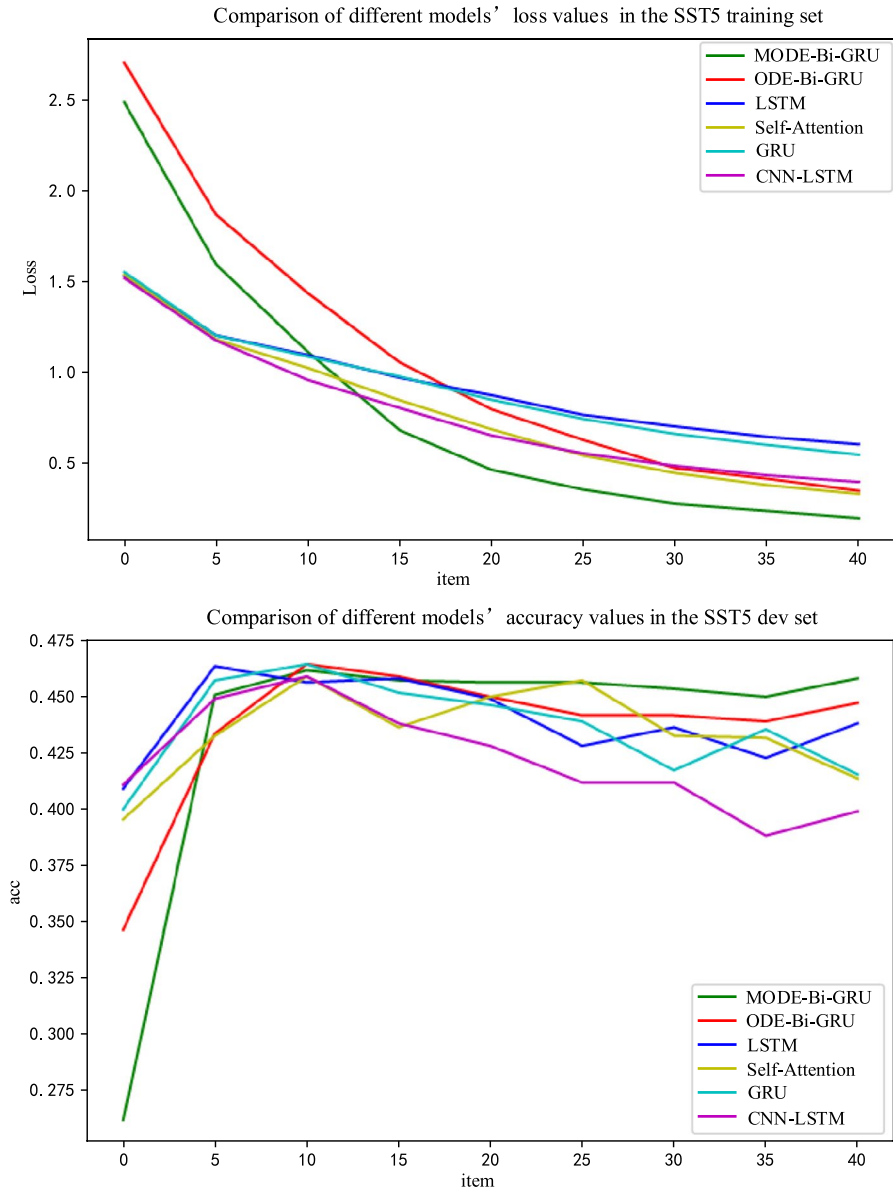 Comparison of different models’ loss values in the SST5 training set
MODE-Bi-GRU
ODE-Bi-GRU
LSTM
Self-Attention
GRU
CNN-LSTM
2.5
2.0
1.5
1.0
0.5
Loss
0 5 10 15 20 25 30 35 40
item
Comparison of different models’ accuracy values in the SST5 dev set
0.475
0.450
0.425
0.400
0.375
0.350
0.325
0.300
0.275
acc
MODE-Bi-GRU
ODE-Bi-GRU
LSTM
Self-Attention
GRU
CNN-LSTM
0 5 10 15 20 25 30 35 40
item